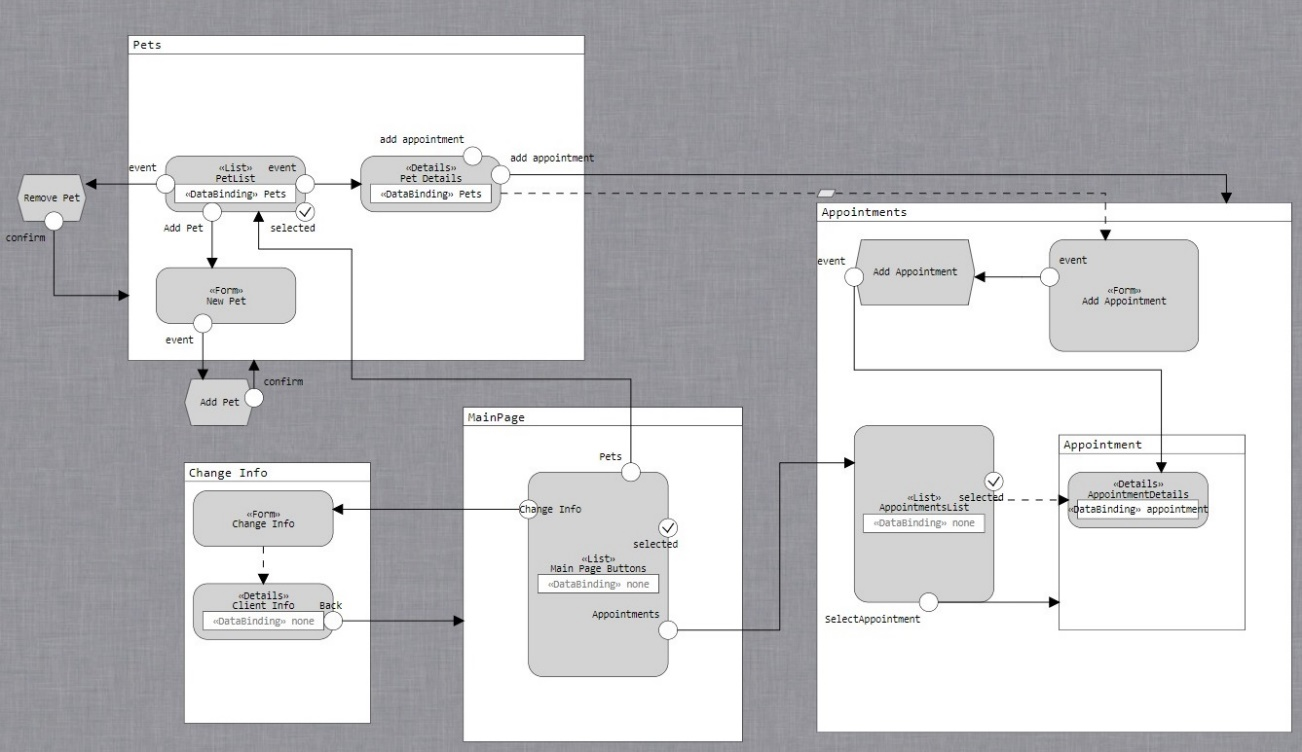 Pets
add appointment
add appointment
event
«List»
PetList
event
«DataBinding» Pets
selected
Add Pet
«Details»
Pet Details
«DataBinding» Pets
Remove Pet
confirm
«Form»
New Pet
event
Add Pet
confirm
Appointments
event
Add Appointment
event
«Form»
Add Appointment
MainPage
Pets
Change Info
selected
«List»
Main Page Buttons
«DataBinding» none
Appointments
Change Info
«Form»
Change Info
«Details»
Client Info
Back
«DataBinding» none
«List»
selected
AppointmentsList
«DataBinding» none
SelectAppointment
Appointment
«Details»
AppointmentDetails
«DataBinding» appointment